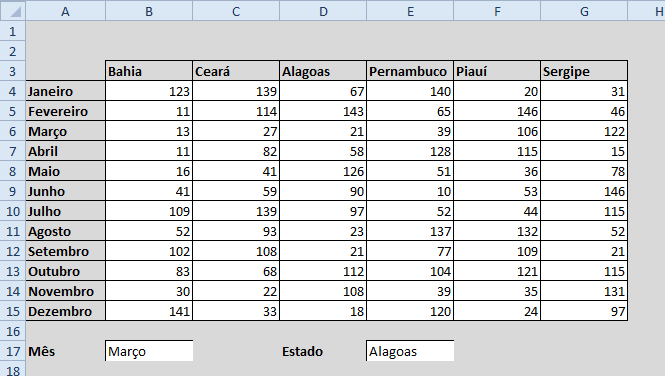 A B C D E F G H
1
2
3 Bahia Ceará Alagoas Pernambuco Piauí Sergipe
4 Janeiro 123 139 67 140 20 31
5 Fevereiro 11 114 143 65 146 46
6 Março 13 27 21 39 106 122
7 Abril 11 82 58 128 115 15
8 Maio 16 41 126 51 36 78
9 Junho 41 59 90 10 53 146
10 Julho 109 139 97 52 44 115
11 Agosto 52 93 23 137 132 52
12 Setembro 102 108 21 77 109 21
13 Outubro 83 68 112 104 121 115
14 Novembro 30 22 108 39 35 131
15 Dezembro 141 33 18 120 24 97
16
17 Mês Março Estado Alagoas
18